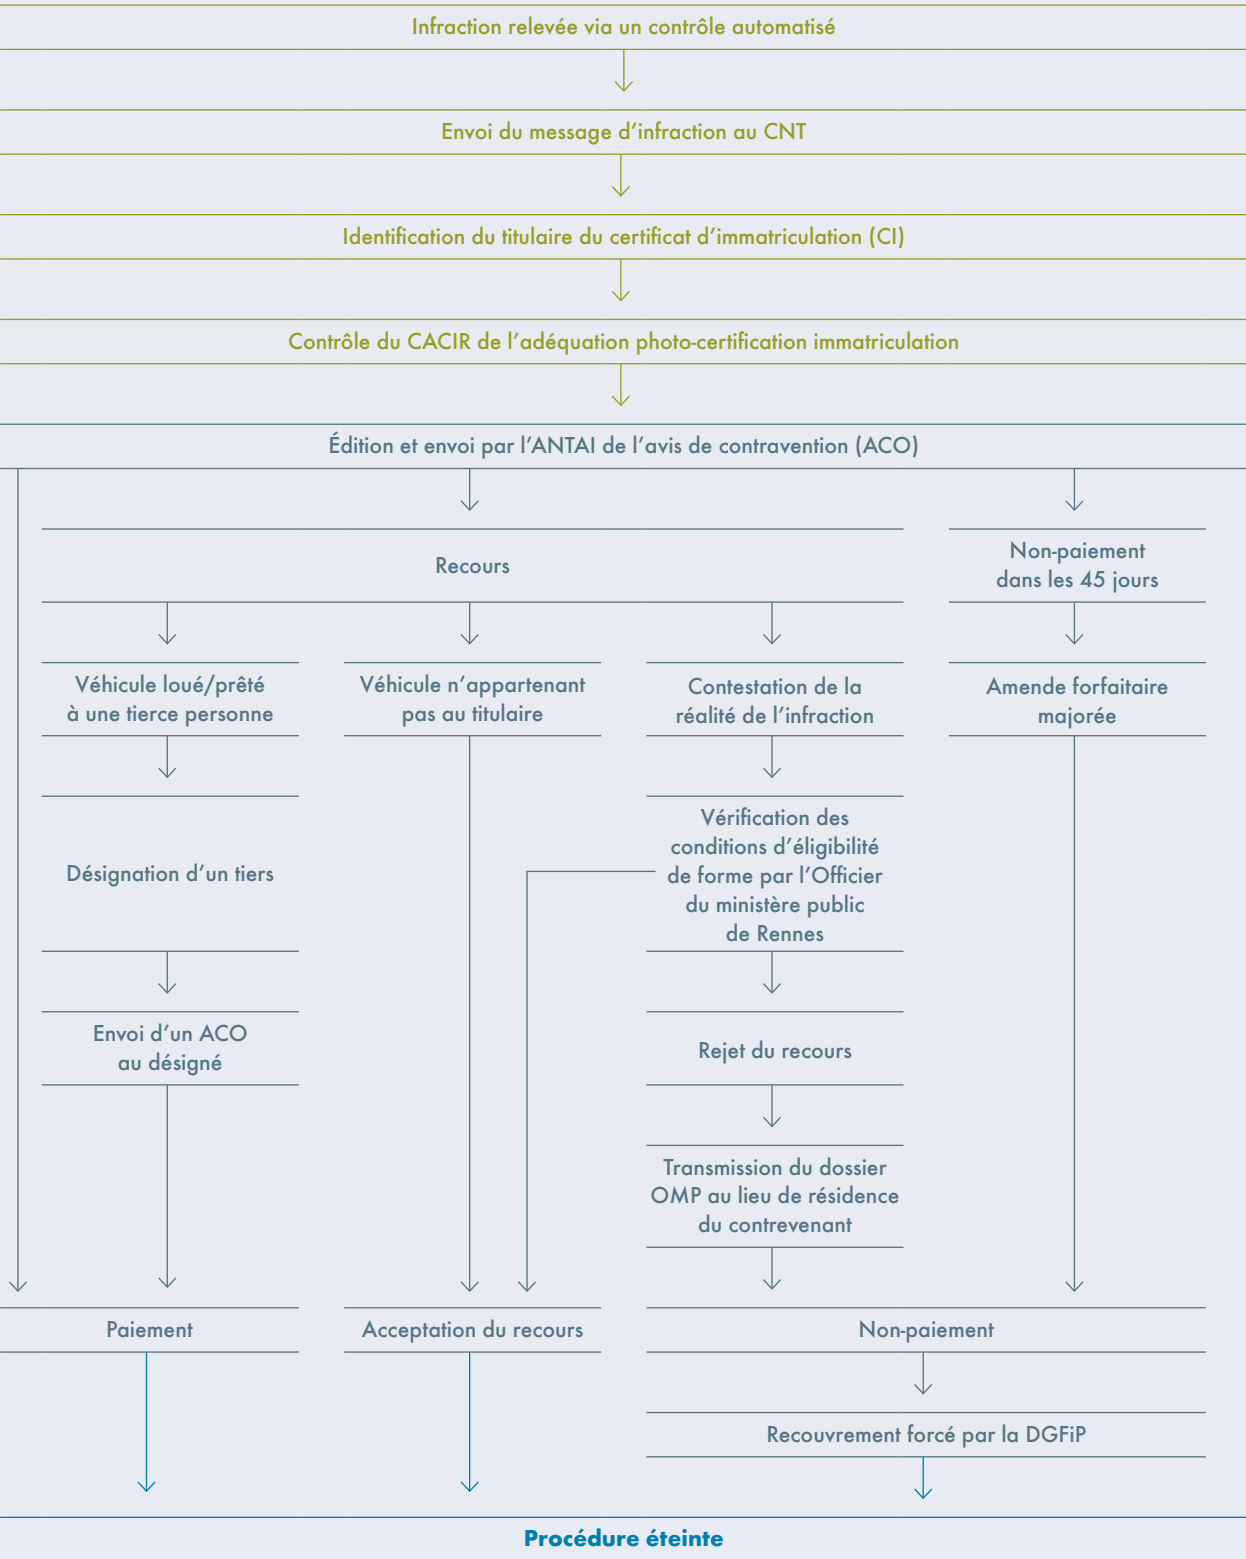 Infraction relevée via un contrôle automatisé
Envoi du message d’infraction au CNT
Identification du titulaire du certificat d’immatriculation (CI)
Contrôle du CACIR de l’adéquation photo-certification immatriculation
Édition et envoi par l’ANTAI de l’avis de contravention (ACO)
Recours
Non-paiement
dans les 45 jours
Véhicule loué/prêté
à une tierce personne
Véhicule n’appartenant
pas au titulaire
Contestation de la
réalité de l’infraction
Amende forfaitaire
majorée
Désignation d’un tiers
Vérification des
conditions d’éligibilité
de forme par l’Officier
du ministère public
de Rennes
Envoi d’un ACO
au désigné
Rejet du recours
Transmission du dossier
OMP au lieu de résidence
du contrevenant
Paiement
Acceptation du recours
Non-paiement
Recouvrement forcé par la DGFiP
Procédure éteinte